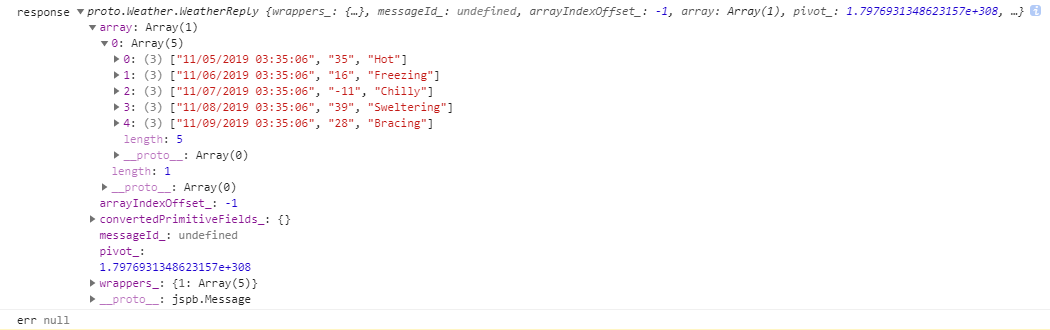 response ▼proto.Weather.WeatherReply {wrappers_: {…}, messageId_: undefined, arrayIndexOffset_: -1, array: Array(1), pivot_: 1.7976931348623157e+308, …} i
▼array: Array(1)
▼0: Array(5)
▶0: (3) ["11/05/2019 03:35:06", "35", "Hot"]
▶1: (3) ["11/06/2019 03:35:06", "16", "Freezing"]
▶2: (3) ["11/07/2019 03:35:06", "-11", "Chilly"]
▶3: (3) ["11/08/2019 03:35:06", "39", "Sweltering"]
▶4: (3) ["11/09/2019 03:35:06", "28", "Bracing"]
length: 5
▶__proto__: Array(0)
length: 1
▶__proto__: Array(0)
arrayIndexOffset_: -1
▶convertedPrimitiveFields_: {}
messageId_: undefined
pivot_:
1.7976931348623157e+308
▶wrappers_: {1: Array(5)}
▶__proto__: jspb.Message
err null